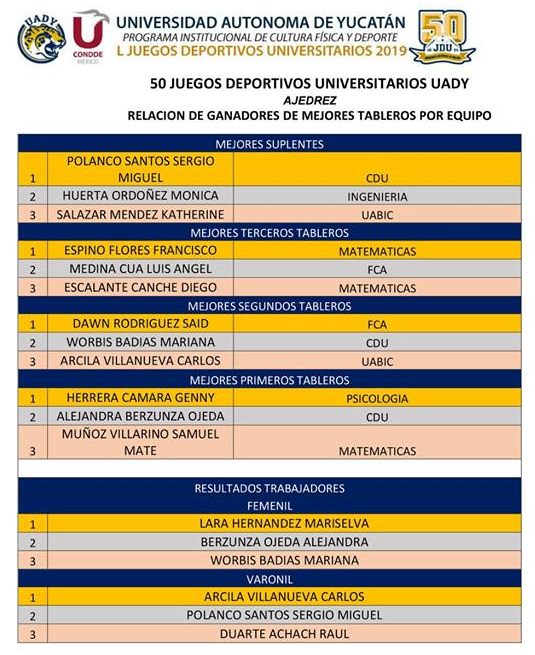 UADY
CONDDE
MÉXICO
UNIVERSIDAD AUTONOMA DE YUCATÁN
PROGRAMA INSTITUCIONAL DE CULTURA FÍSICA Y DEPORTE
L JUEGOS DEPORTIVOS UNIVERSITARIOS 2019
50
JDU
50 JUEGOS DEPORTIVOS UNIVERSITARIOS UADY
AJEDREZ
RELACION DE GANADORES DE MEJORES TABLEROS POR EQUIPO
MEJORES SUPLENTES
1 POLANCO SANTOS SERGIO MIGUEL CDU
2 HUERTA ORDOÑEZ MONICA INGENIERIA
3 SALAZAR MENDEZ KATHERINE UABIC
MEJORES TERCEROS TABLEROS
1 ESPINO FLORES FRANCISCO MATEMATICAS
2 MEDINA CUA LUIS ANGEL FCA
3 ESCALANTE CANCHE DIEGO MATEMATICAS
MEJORES SEGUNDOS TABLEROS
1 DAWN RODRIGUEZ SAID FCA
2 WORBIS BADIAS MARIANA CDU
3 ARCILA VILLANUEVA CARLOS UABIC
MEJORES PRIMEROS TABLEROS
1 HERRERA CAMARA GENNY PSICOLOGIA
2 ALEJANDRA BERZUNZA OJEDA CDU
3 MUÑOZ VILLARINO SAMUEL MATE MATEMATICAS
RESULTADOS TRABAJADORES
FEMENIL
1 LARA HERNANDEZ MARISELVA
2 BERZUNZA OJEDA ALEJANDRA
3 WORBIS BADIAS MARIANA
VARONIL
1 ARCILA VILLANUEVA CARLOS
2 POLANCO SANTOS SERGIO MIGUEL
3 DUARTE ACHACH RAUL